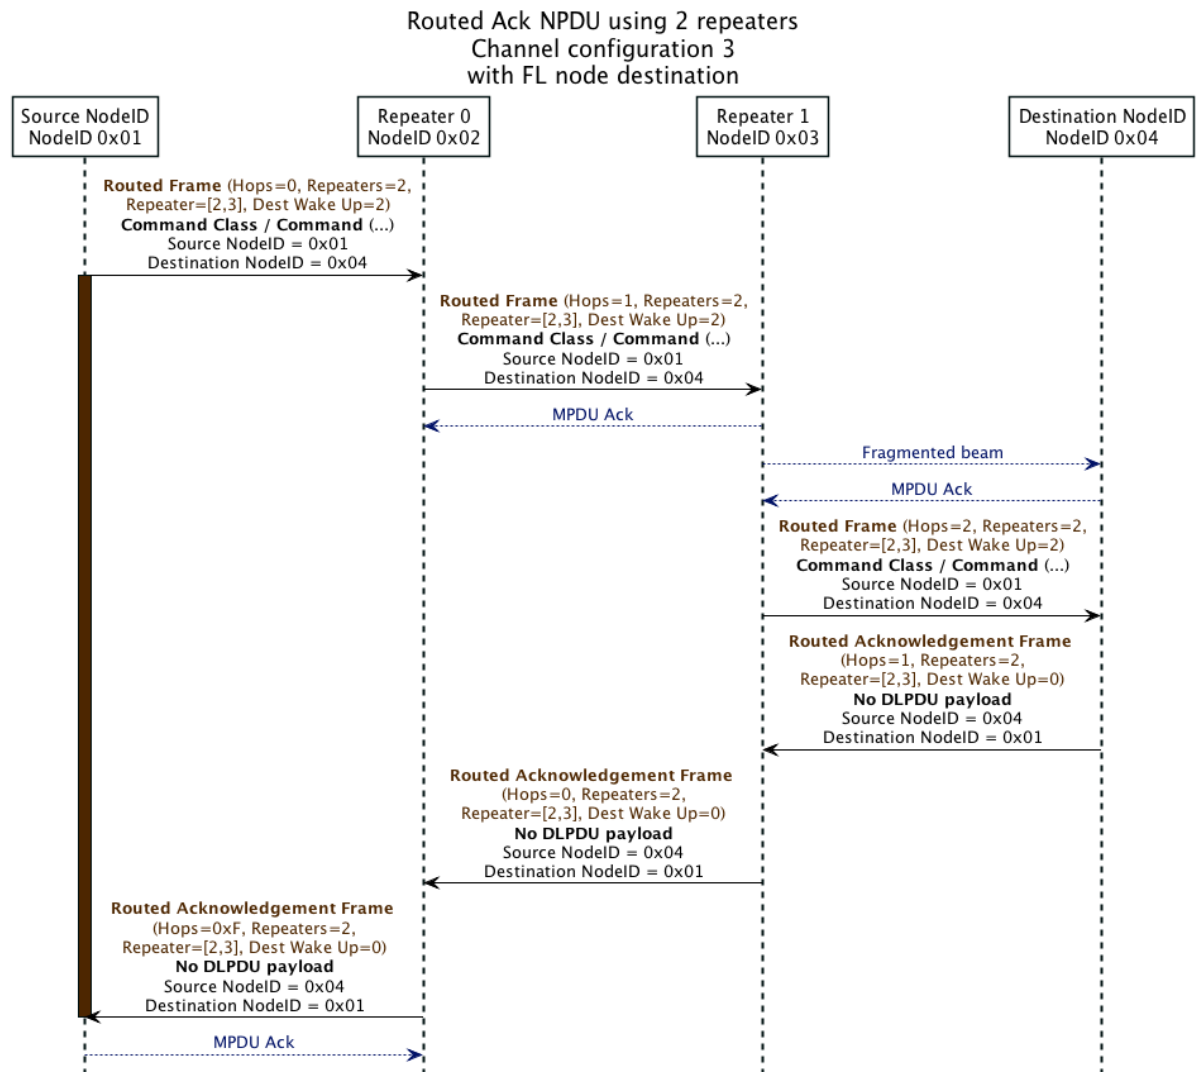 Routed Ack NPDU using 2 repeaters
Channel configuration 3
with FL node destination
Source NodeID
NodeID 0x01
Repeater 0
NodeID 0x02
Repeater 1
NodeID 0x03
Destination NodeID
NodeID 0x04
Routed Frame (Hops=0, Repeaters=2,
Repeater=[2,3], Dest Wake Up=2)
Command Class / Command (...)
Source NodeID = 0x01
Destination NodeID = 0x04
Routed Frame (Hops=1, Repeaters=2,
Repeater=[2,3], Dest Wake Up=2)
Command Class / Command (...)
Source NodeID = 0x01
Destination NodeID = 0x04
MPDU Ack
Fragmented beam
MPDU Ack
Routed Frame (Hops=2, Repeaters=2,
Repeater=[2,3], Dest Wake Up=2)
Command Class / Command (...)
Source NodeID = 0x01
Destination NodeID = 0x04
Routed Acknowledgement Frame
(Hops=1, Repeaters=2,
Repeater=[2,3], Dest Wake Up=0)
No DLPDU payload
Source NodeID = 0x04
Destination NodeID = 0x01
Routed Acknowledgement Frame
(Hops=0, Repeaters=2,
Repeater=[2,3], Dest Wake Up=0)
No DLPDU payload
Source NodeID = 0x04
Destination NodeID = 0x01
Routed Acknowledgement Frame
(Hops=0xF, Repeaters=2,
Repeater=[2,3], Dest Wake Up=0)
No DLPDU payload
Source NodeID = 0x04
Destination NodeID = 0x01
MPDU Ack